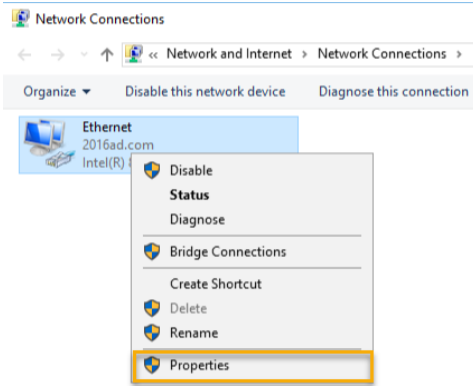 Network Connections
« Network and Internet › Network Connections ›
Organize Disable this network device Diagnose this connection
Ethernet
2016ad.com
Intel(R)
Disable
Status
Diagnose
Bridge Connections
Create Shortcut
Delete
Rename
Properties